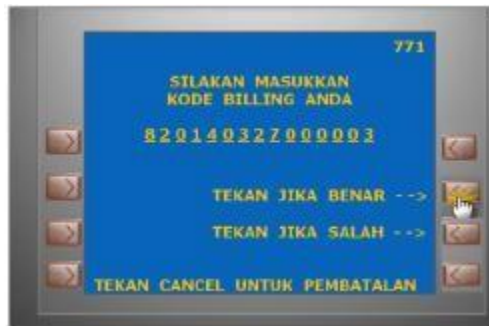 771
SILAKAN MASUKKAN
KODE BILLING ANDA
820140327000003
TEKAN JIKA BENAR -->
TEKAN JIKA SALAH -->
TEKAN CANCEL UNTUK PEMBATALAN